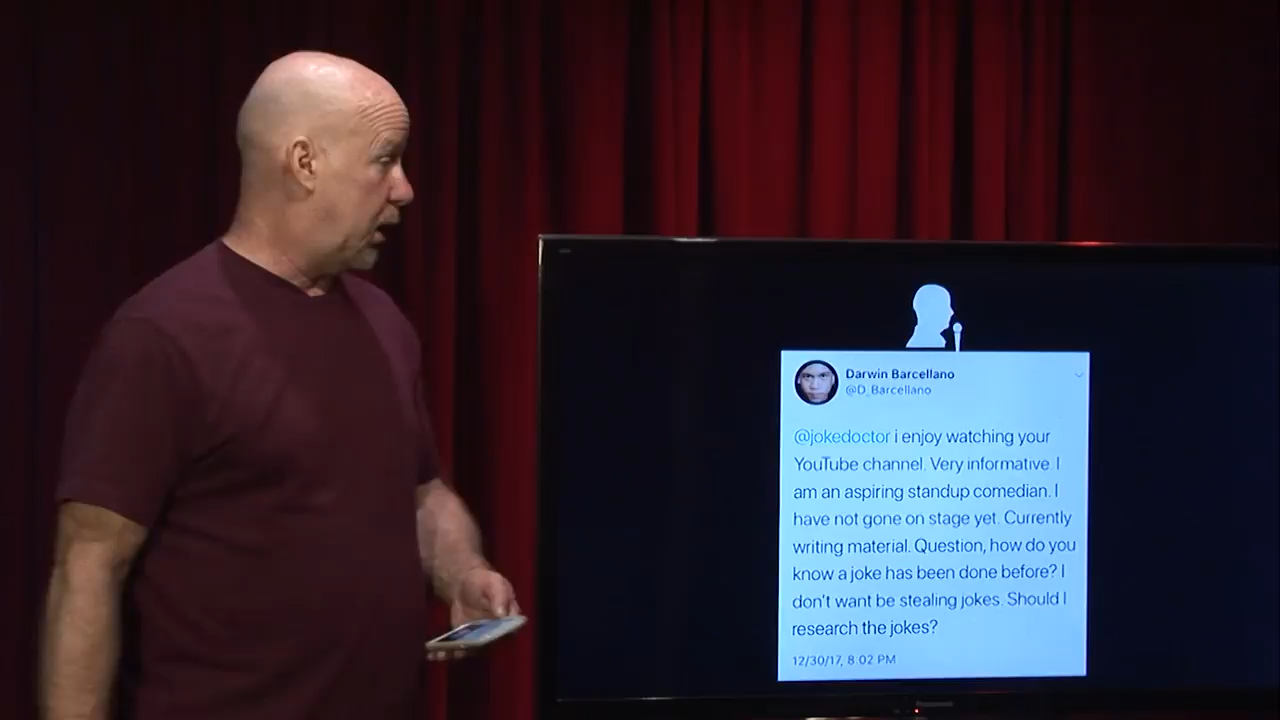 Darwin Barcellano
@D_Barcellano
@jokedoctor i enjoy watching your
YouTube channel. Very informative. I
am an aspiring standup comedian. I
have not gone on stage yet. Currently
writing material. Question, how do you
know a joke has been done before? I
don't want be stealing jokes. Should I
research the jokes?
12/30/17, 8:02 PM